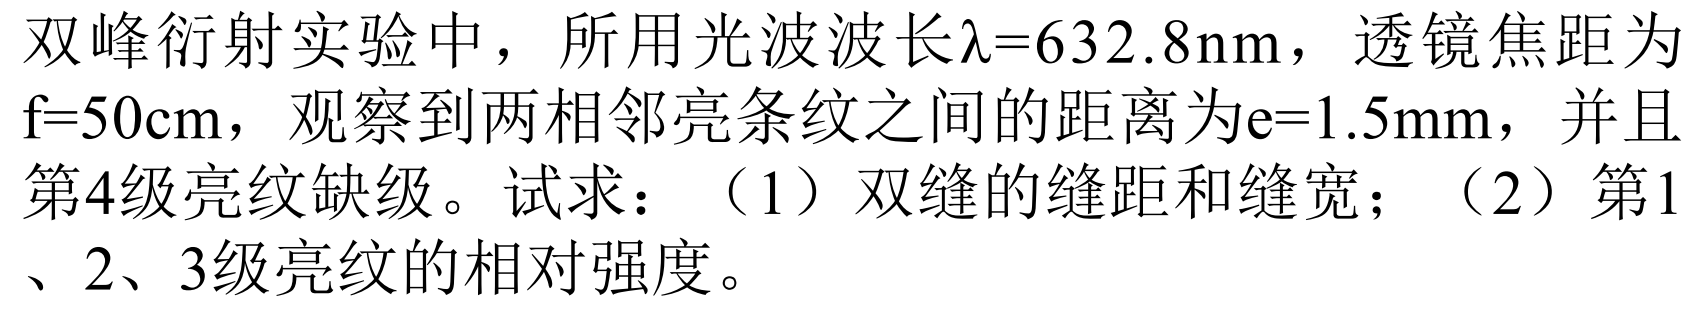 双峰衍射实验中，所用光波波长λ=632.8nm，透镜焦距为
f=50cm，观察到两相邻亮条纹之间的距离为e=1.5mm，并且
第4级亮纹缺级。试求：（1）双缝的缝距和缝宽；（2）第1
、2、3级亮纹的相对强度。